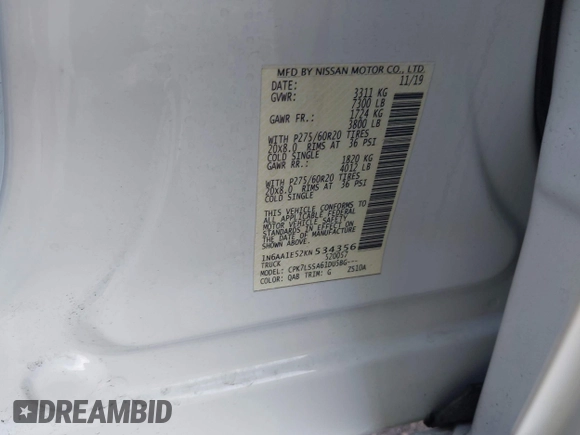 MFD BY NISSAN MOTOR CO., LTD.
DATE: 11/19
GVWR: 3311 KG
7300 LB
GAWR FR.: 1724 KG
3800 LB
WITH P275/60R20 TIRES
20X8.0 RIMS AT 36 PSI
COLD SINGLE
GAWR RR.: 1820 KG
4012 LB
WITH P275/60R20 TIRES
20X8.0 RIMS AT 36 PSI
COLD SINGLE
THIS VEHICLE CONFORMS TO
ALL APPLICABLE FEDERAL
MOTOR VEHICLE SAFETY
STANDARDS IN EFFECT ON
THE DATE OF MANUFACTURE
SHOWN ABOVE.
1N6AA1E52KN534356
TRUCK 520057
MODEL: CPK7LSSA61DUSBG---
COLOR: QAB TRIM: G ZS10A
DREAMBID